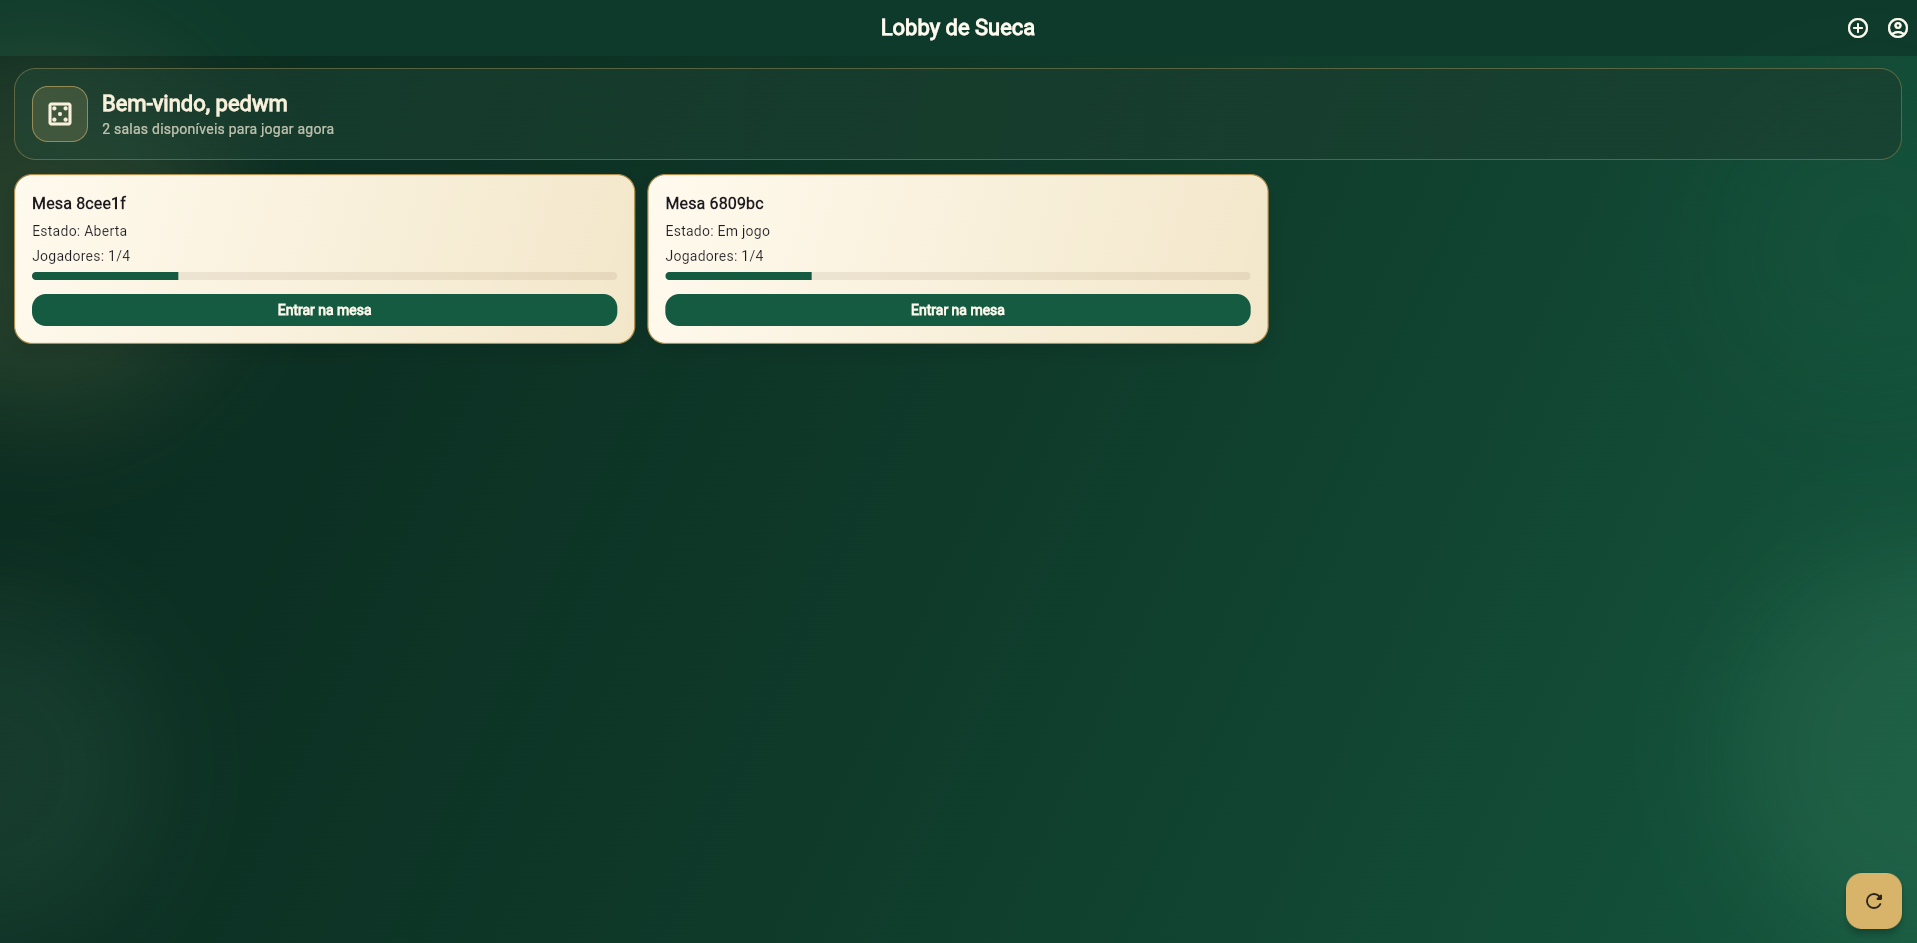 Lobby de Sueca
Bem-vindo, pedwm
2 salas disponíveis para jogar agora
Mesa 8cee1f
Estado: Aberta
Jogadores: 1/4
Entrar na mesa
Mesa 6809bc
Estado: Em jogo
Jogadores: 1/4
Entrar na mesa